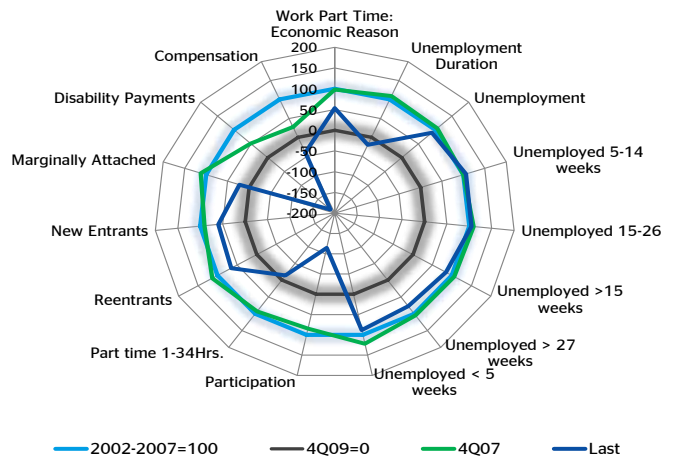 Work Part Time:
Economic Reason
Unemployment
Duration
Unemployment
Unemployed 5-14
weeks
Unemployed 15-26
Unemployed >15
weeks
Unemployed > 27
weeks
Unemployed < 5
weeks
Participation
Part time 1-34Hrs.
Reentrants
New Entrants
Marginally Attached
Disability Payments
Compensation
200
150
100
50
0
-50
-100
-150
-200
2002-2007=100
4Q09=0
4Q07
Last